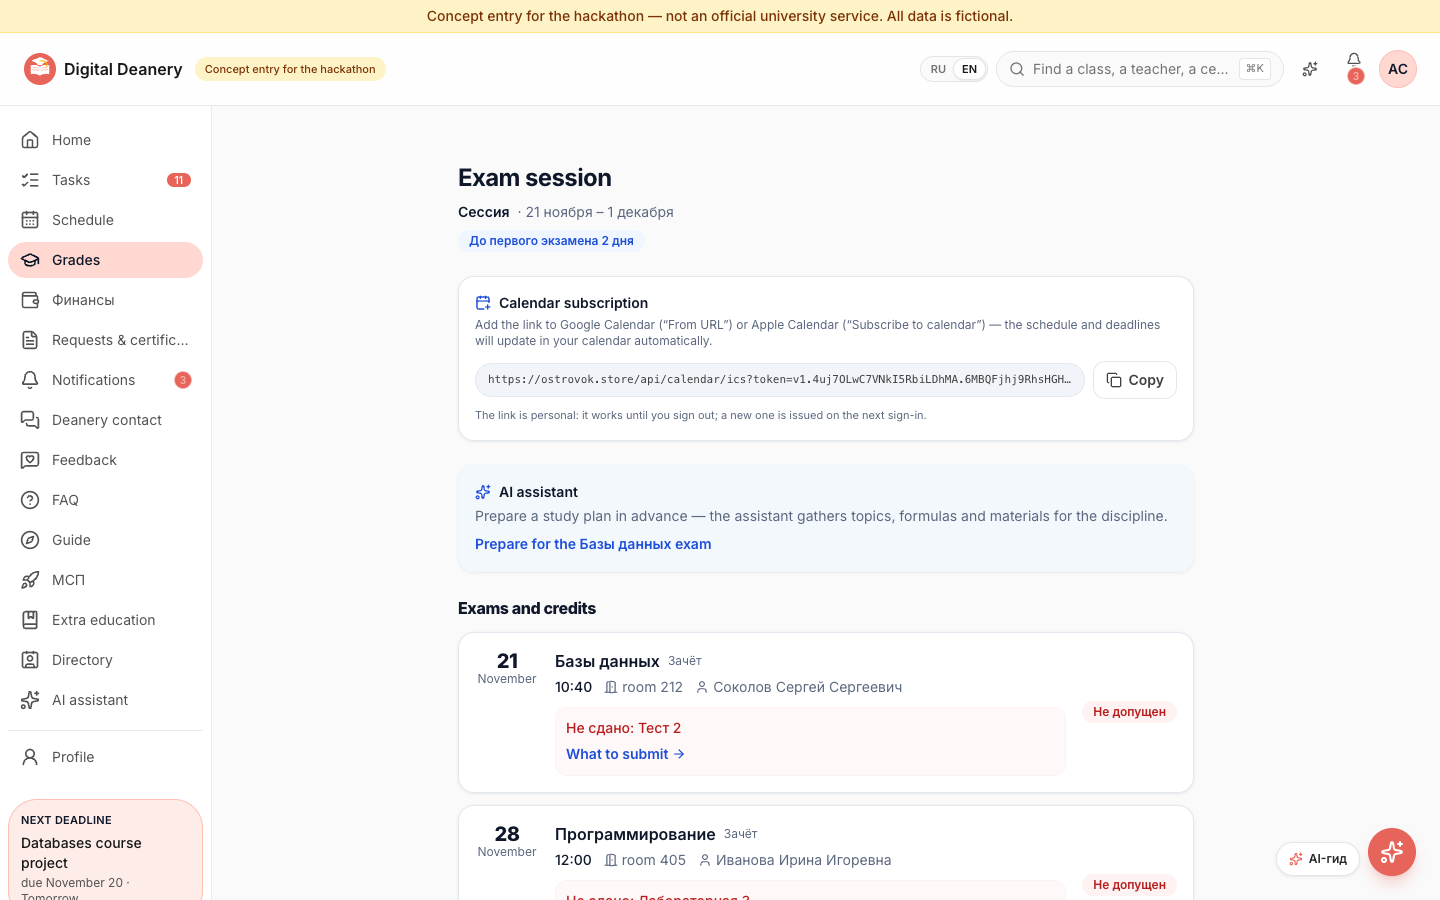 Concept entry for the hackathon — not an official university service. All data is fictional.
Digital Deanery
Concept entry for the hackathon
RU
EN
Find a class, a teacher, a ce...
⌘K
3
AC
Home
Tasks
11
Schedule
Grades
Финансы
Requests & certific...
Notifications
3
Deanery contact
Feedback
FAQ
Guide
МСП
Extra education
Directory
AI assistant
Profile
NEXT DEADLINE
Databases course
project
due November 20 ·
Tomorrow
Exam session
Сессия · 21 ноября – 1 декабря
До первого экзамена 2 дня
Calendar subscription
Add the link to Google Calendar (“From URL”) or Apple Calendar (“Subscribe to calendar”) — the schedule and deadlines
will update in your calendar automatically.
https://ostrovok.store/api/calendar/ics?token=v1.4uj7OLwC7VNkI5RbiLDhMA.6MBQFjhj9RhsHGH…
Copy
The link is personal: it works until you sign out; a new one is issued on the next sign-in.
AI assistant
Prepare a study plan in advance — the assistant gathers topics, formulas and materials for the discipline.
Prepare for the Базы данных exam
Exams and credits
21
November
Базы данных Зачёт
10:40 room 212 Соколов Сергей Сергеевич
Не сдано: Тест 2
What to submit →
Не допущен
28
November
Программирование Зачёт
12:00 room 405 Иванова Ирина Игоревна
Не сдано: Лабораторная 3
Не допущен
AI-гид